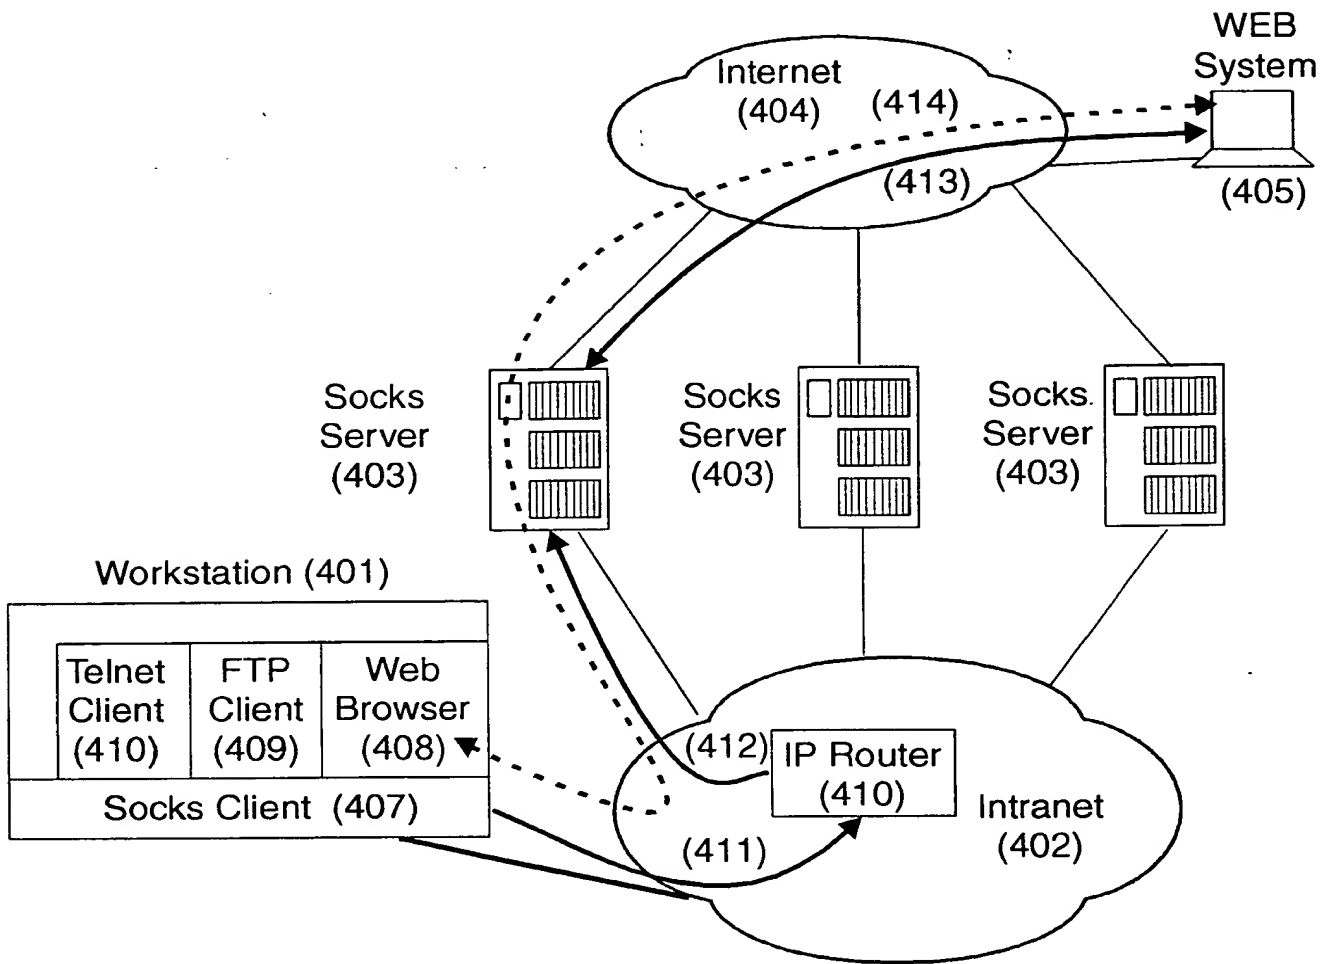 WEB
System
(405)
Internet
(404)
(414)
(413)
Socks
Server
(403)
Socks
Server
(403)
Socks.
Server
(403)
Workstation (401)
Telnet
Client
(410)
FTP
Client
(409)
Web
Browser
(408)
Socks Client (407)
(412)
IP Router
(410)
(411)
Intranet
(402)